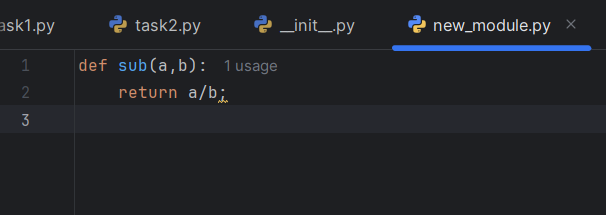 ask1.py task2.py __init__.py new_module.py ×
1 def sub(a,b): 1 usage
2 return a/b;
3